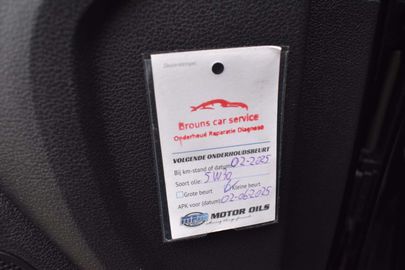 Brouns car service
Onderhoud Reparatie Diagnose
VOLGENDE ONDERHOUDSBEURT
Bij km-stand of datum: 02-2025
Soort olie: 5W30
Grote beurt Kleine beurt
APK voor (datum) 02-06-2025
MOTOR OILS